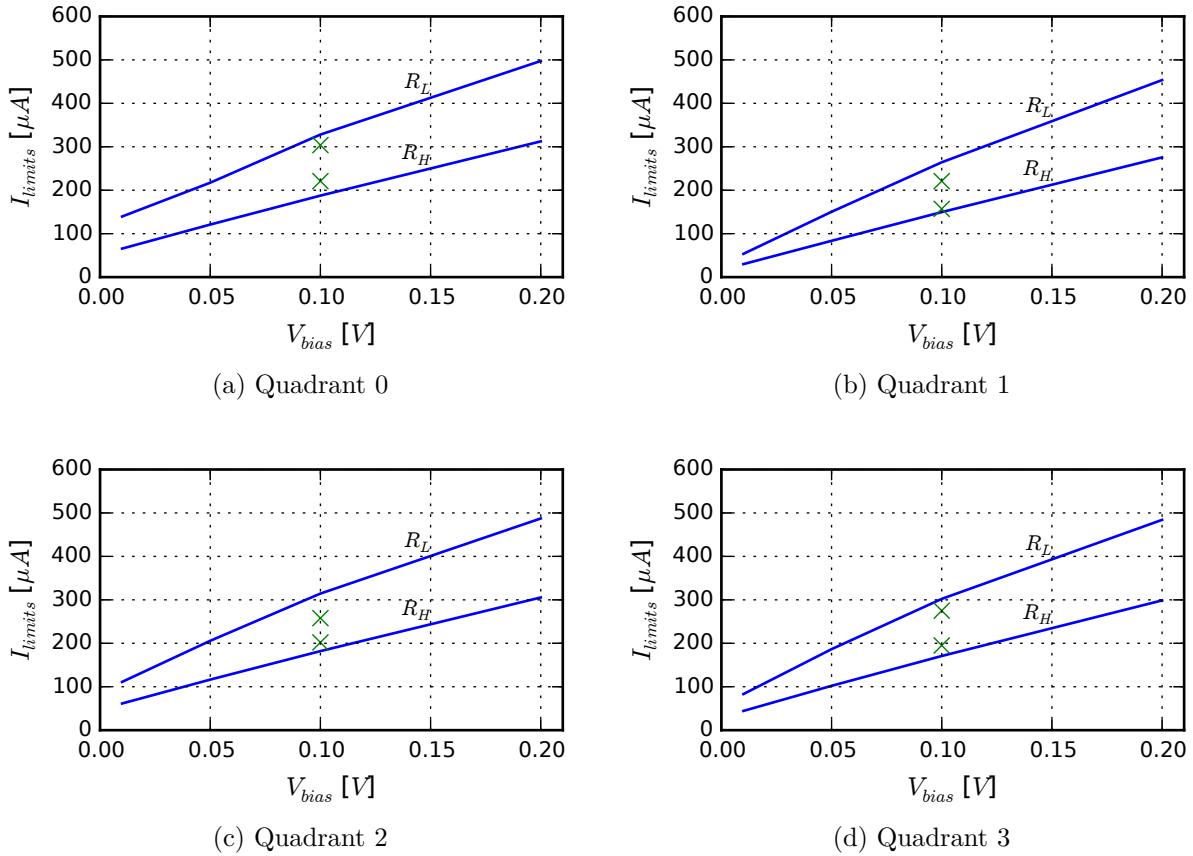 600
500
400
300
200
100
0
I_limits [μA]
R_L
R_H
0.00 0.05 0.10 0.15 0.20
V_bias [V]
(a) Quadrant 0
600
500
400
300
200
100
0
I_limits [μA]
R_L
R_H
0.00 0.05 0.10 0.15 0.20
V_bias [V]
(b) Quadrant 1
600
500
400
300
200
100
0
I_limits [μA]
R_L
R_H
0.00 0.05 0.10 0.15 0.20
V_bias [V]
(c) Quadrant 2
600
500
400
300
200
100
0
I_limits [μA]
R_L
R_H
0.00 0.05 0.10 0.15 0.20
V_bias [V]
(d) Quadrant 3